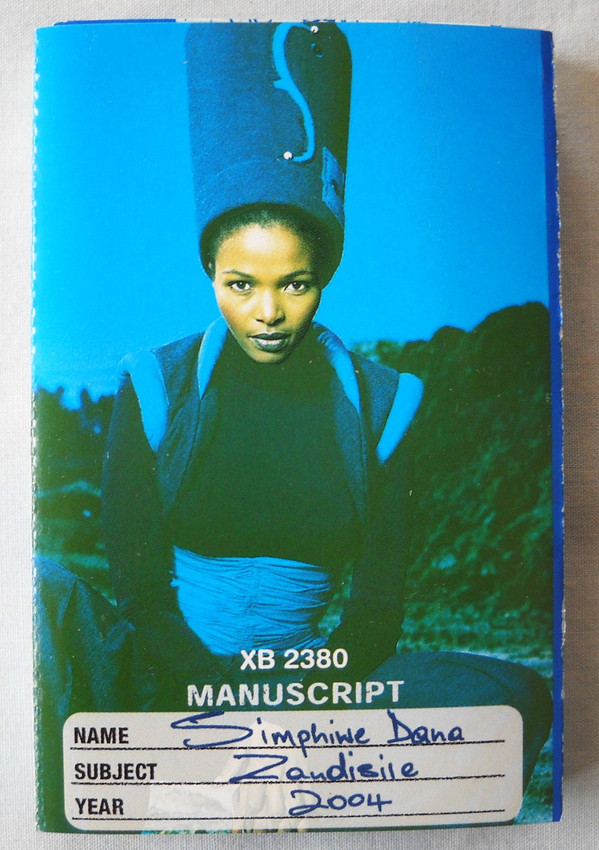 XB 2380
MANUSCRIPT
NAME Simphiwe Dana
SUBJECT Zandisile
YEAR 2004